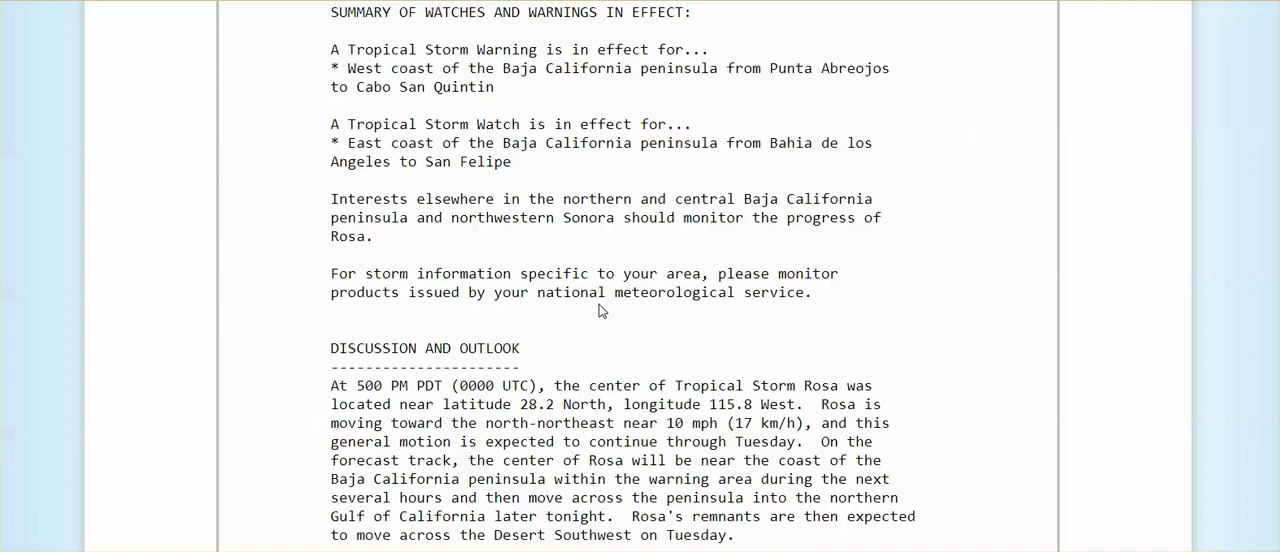 SUMMARY OF WATCHES AND WARNINGS IN EFFECT:
A Tropical Storm Warning is in effect for...
* West coast of the Baja California peninsula from Punta Abreojos
to Cabo San Quintin
A Tropical Storm Watch is in effect for...
* East coast of the Baja California peninsula from Bahia de los
Angeles to San Felipe
Interests elsewhere in the northern and central Baja California
peninsula and northwestern Sonora should monitor the progress of
Rosa.
For storm information specific to your area, please monitor
products issued by your national meteorological service.
DISCUSSION AND OUTLOOK
----------------------
At 500 PM PDT (0000 UTC), the center of Tropical Storm Rosa was
located near latitude 28.2 North, longitude 115.8 West.  Rosa is
moving toward the north-northeast near 10 mph (17 km/h), and this
general motion is expected to continue through Tuesday.  On the
forecast track, the center of Rosa will be near the coast of the
Baja California peninsula within the warning area during the next
several hours and then move across the peninsula into the northern
Gulf of California later tonight.  Rosa's remnants are then expected
to move across the Desert Southwest on Tuesday.